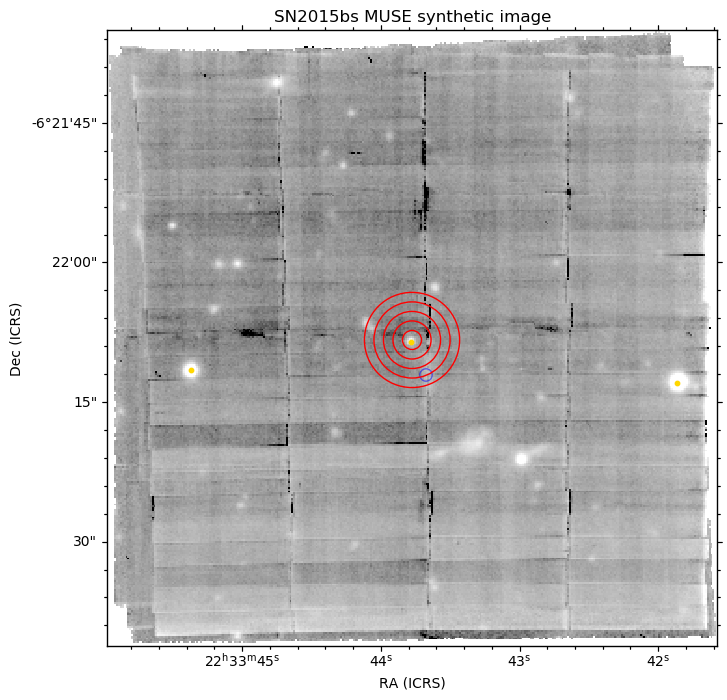 SN2015bs MUSE synthetic image
Dec (ICRS)
-6°21'45"
22'00"
15"
30"
22ʰ33ᵐ45ˢ
44ˢ
43ˢ
42ˢ
RA (ICRS)